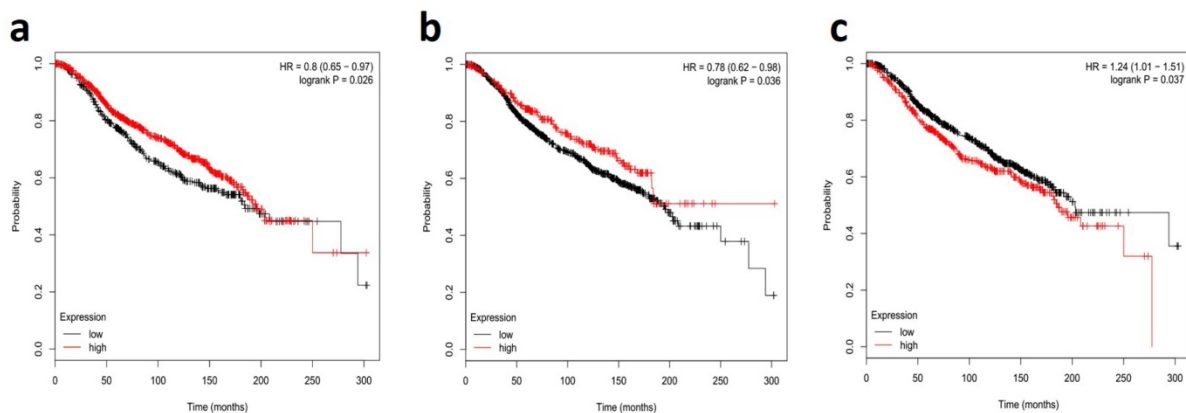 a
HR = 0.8 (0.65 – 0.97)
logrank P = 0.026
Probability
1.0
0.8
0.6
0.4
0.2
0.0
Expression
low
high
0 50 100 150 200 250 300
Time (months)
b
HR = 0.78 (0.62 – 0.98)
logrank P = 0.036
Probability
1.0
0.8
0.6
0.4
0.2
0.0
Expression
low
high
0 50 100 150 200 250 300
Time (months)
c
HR = 1.24 (1.01 – 1.51)
logrank P = 0.037
Probability
1.0
0.8
0.6
0.4
0.2
0.0
Expression
low
high
0 50 100 150 200 250 300
Time (months)